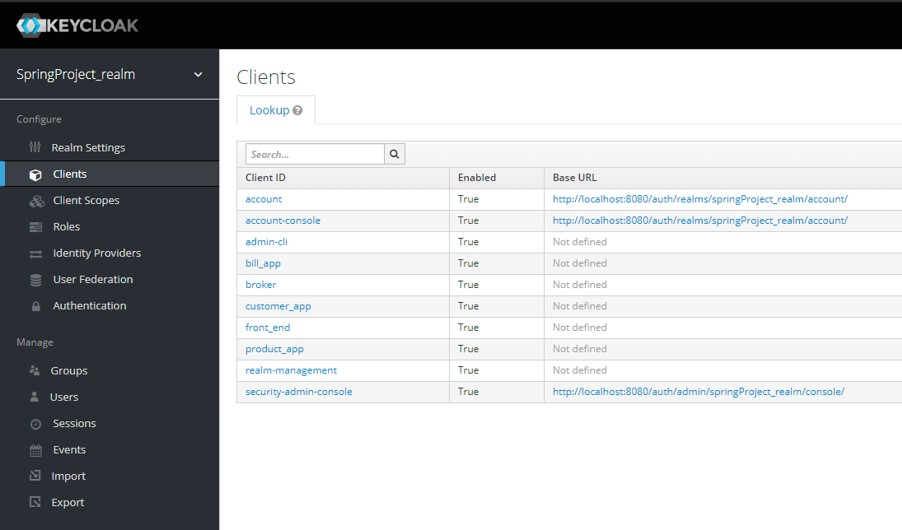 KEYCLOAK
SpringProject_realm
Configure
Realm Settings
Clients
Client Scopes
Roles
Identity Providers
User Federation
Authentication
Manage
Groups
Users
Sessions
Events
Import
Export
Clients
Lookup ?
Search...
Client ID Enabled Base URL
account True http://localhost:8080/auth/realms/springProject_realm/account/
account-console True http://localhost:8080/auth/realms/springProject_realm/account/
admin-cli True Not defined
bill_app True Not defined
broker True Not defined
customer_app True Not defined
front_end True Not defined
product_app True Not defined
realm-management True Not defined
security-admin-console True http://localhost:8080/auth/admin/springProject_realm/console/